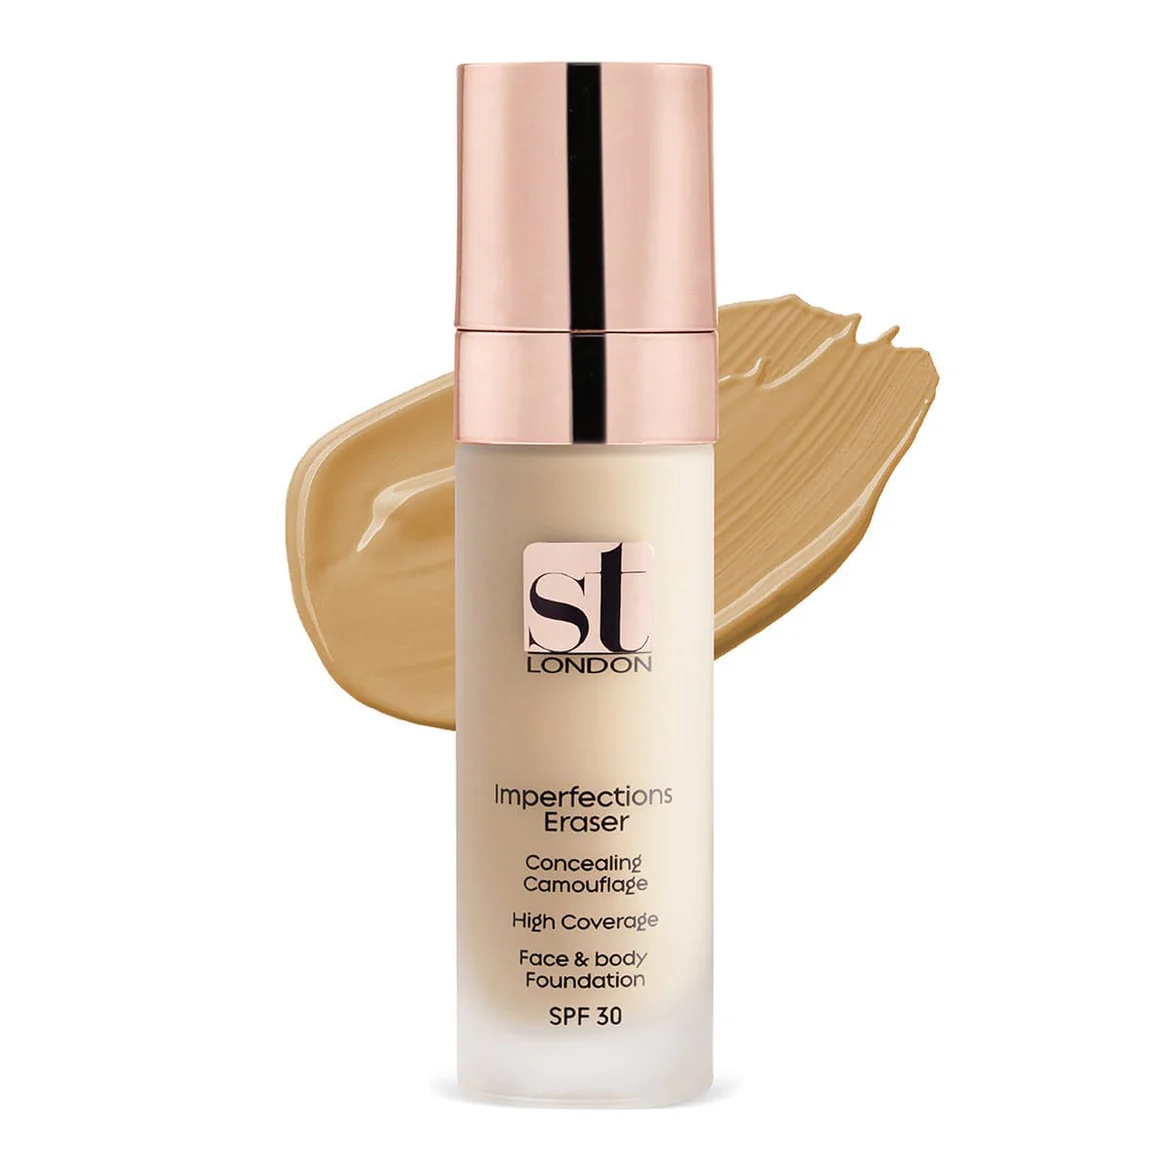 st
LONDON
Imperfections
Eraser
Concealing
Camouflage
High Coverage
Face & body
Foundation
SPF 30